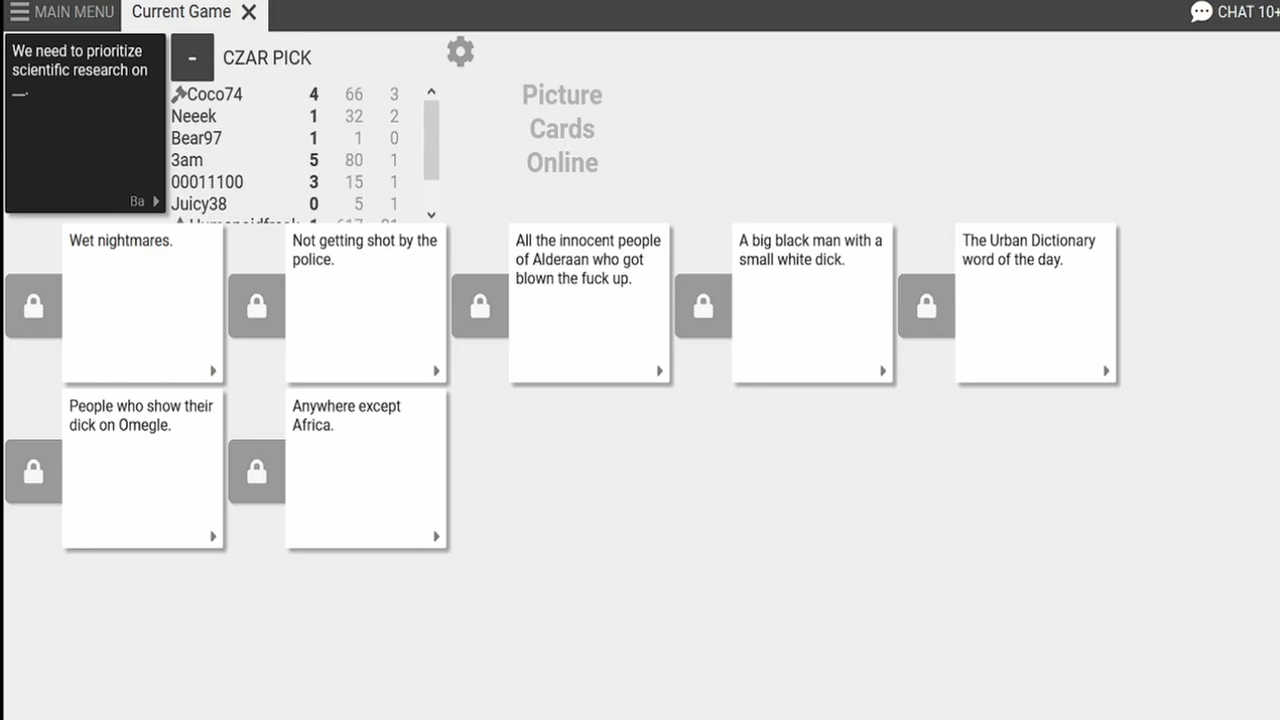 MAIN MENU
Current Game
CHAT 10+
We need to prioritize
scientific research on
__.
Ba
-
CZAR PICK
Coco74 4 66 3
Neeek 1 32 2
Bear97 1 1 0
3am 5 80 1
00011100 3 15 1
Juicy38 0 5 1
Picture
Cards
Online
Wet nightmares.
Not getting shot by the
police.
All the innocent people
of Alderaan who got
blown the fuck up.
A big black man with a
small white dick.
The Urban Dictionary
word of the day.
People who show their
dick on Omegle.
Anywhere except
Africa.